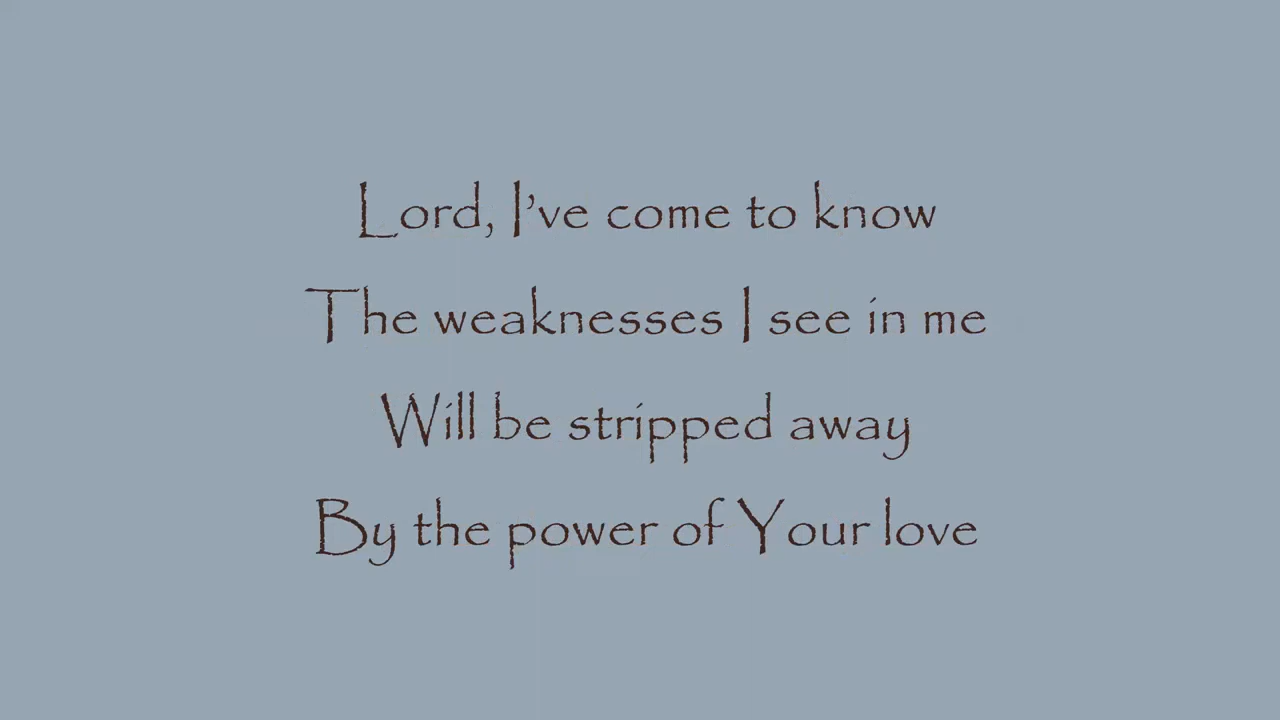 Lord, I’ve come to know
The weaknesses I see in me
Will be stripped away
By the power of Your love